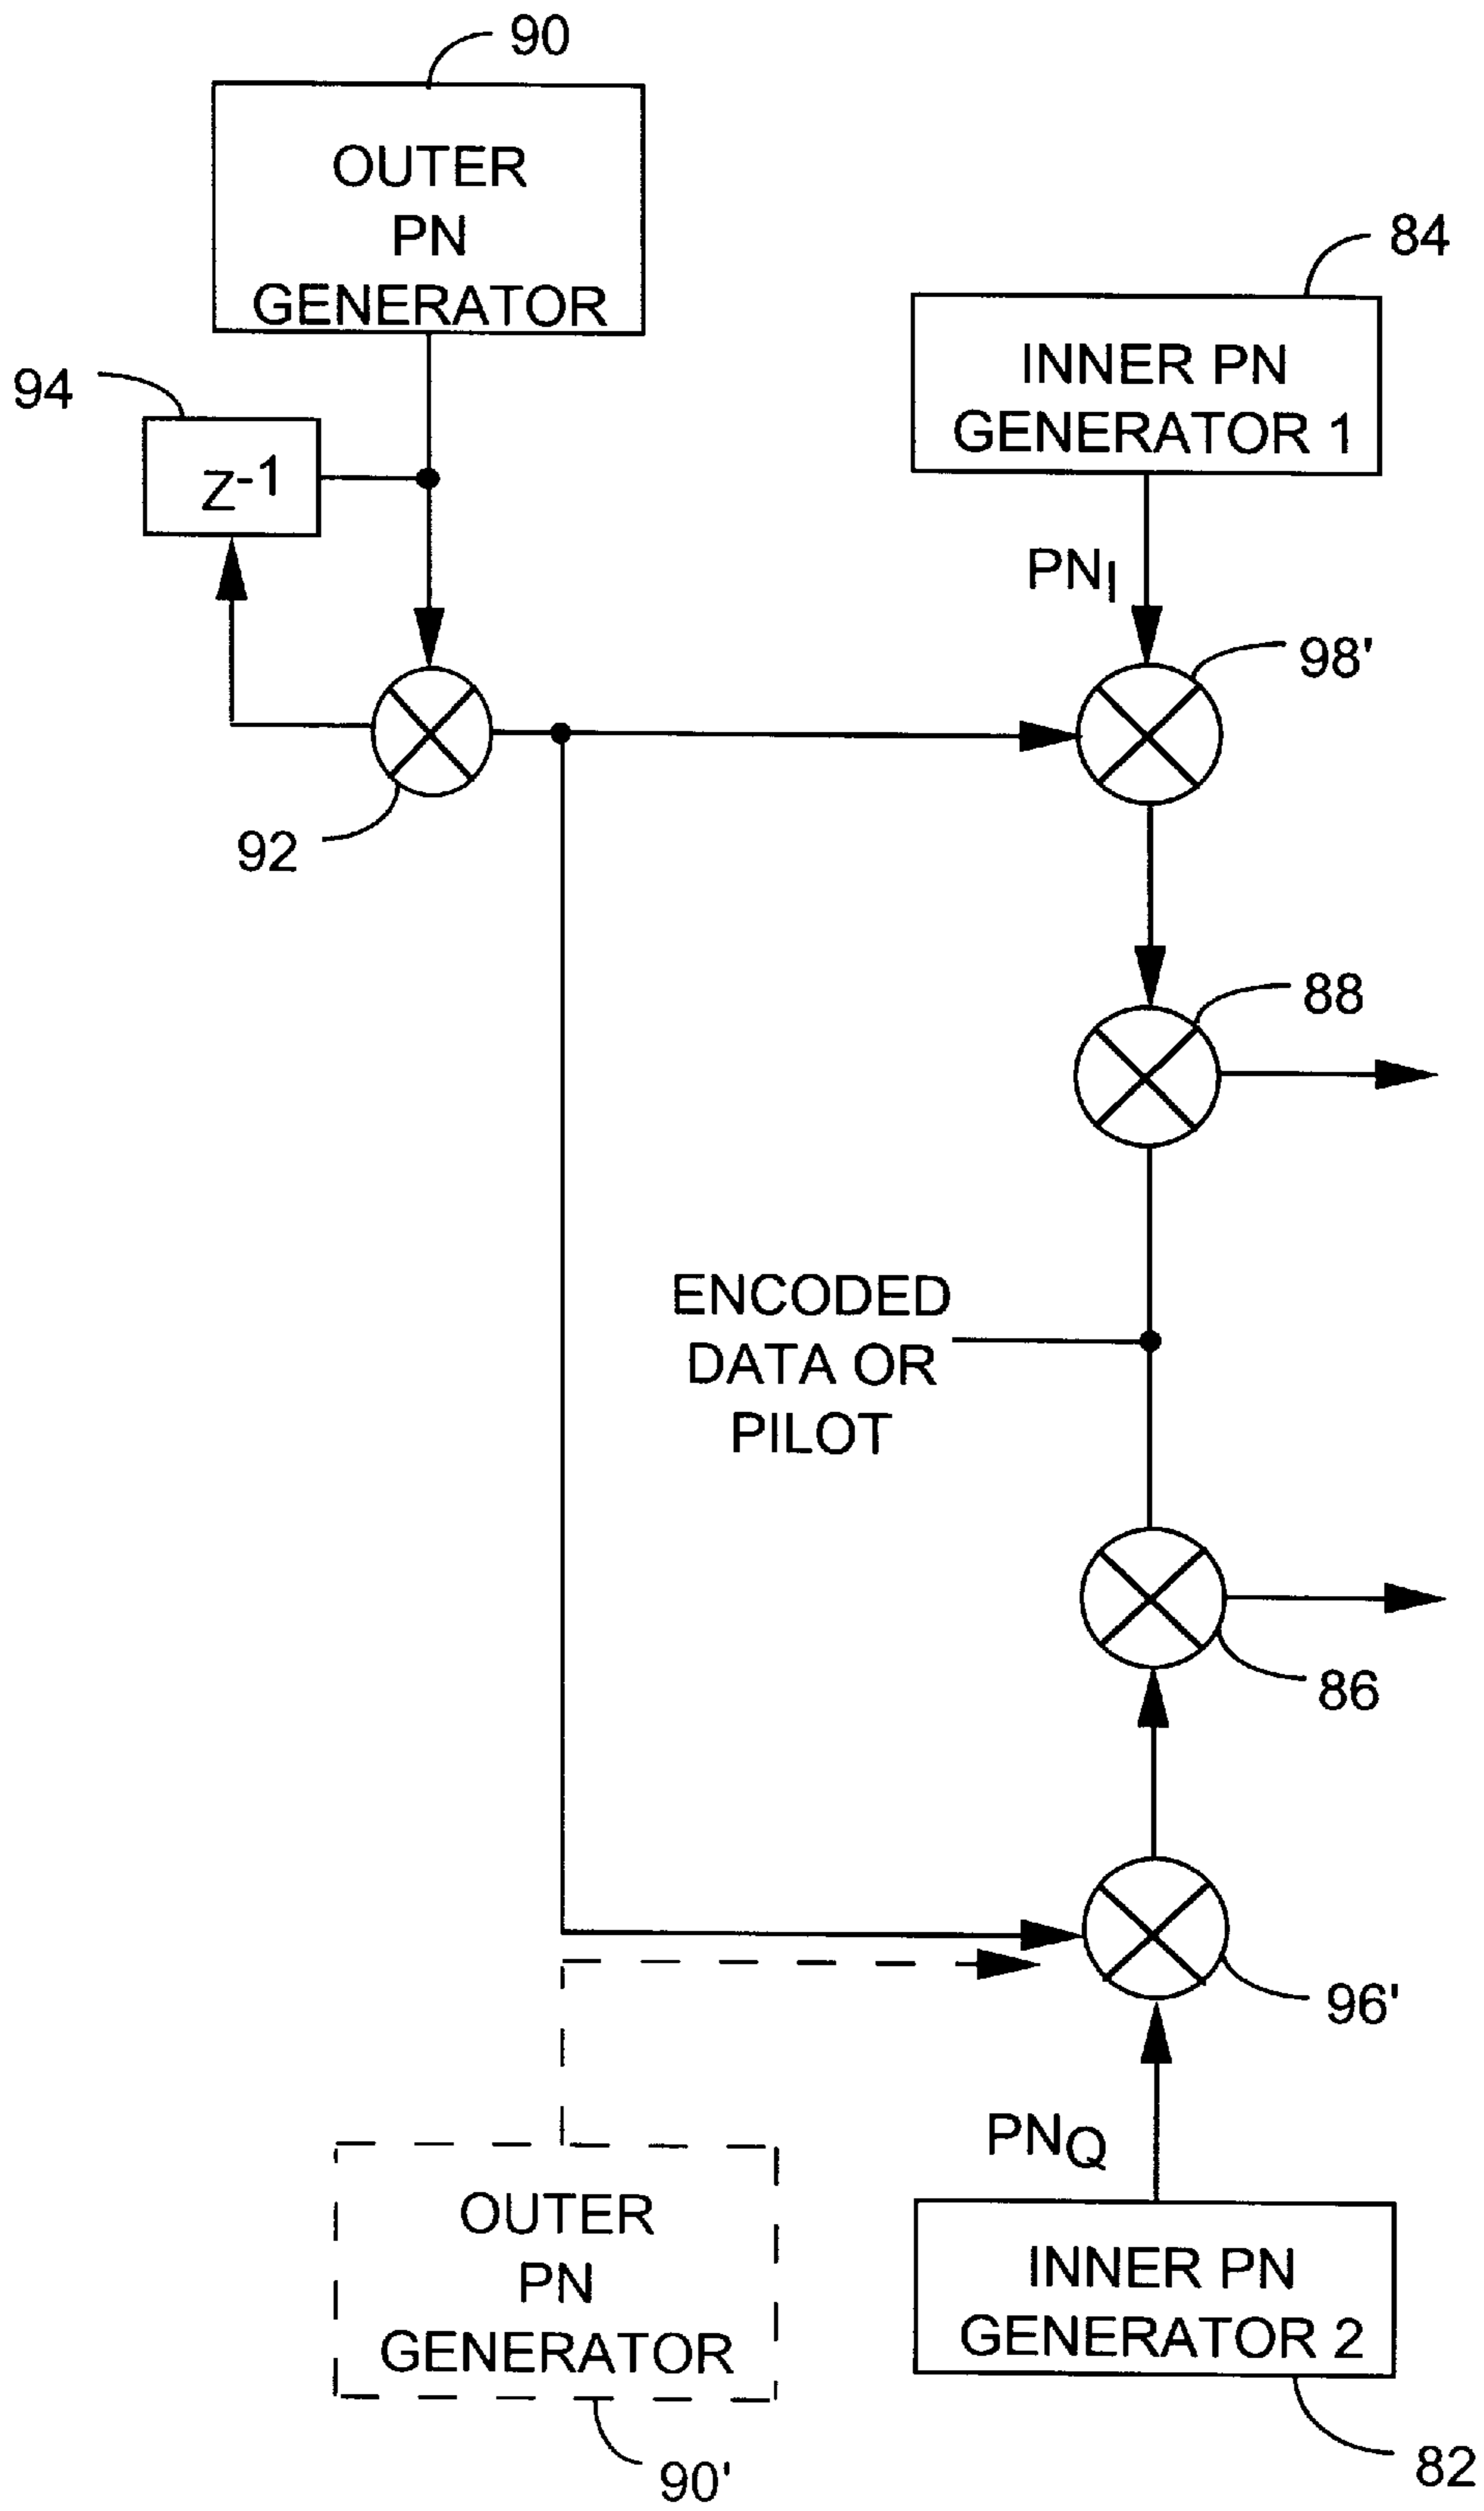 90
OUTER
PN
GENERATOR
84
INNER PN
GENERATOR 1
94
Z-1
PNI
98'
92
88
ENCODED
DATA OR
PILOT
86
96'
PNQ
OUTER
PN
GENERATOR
INNER PN
GENERATOR 2
90'
82